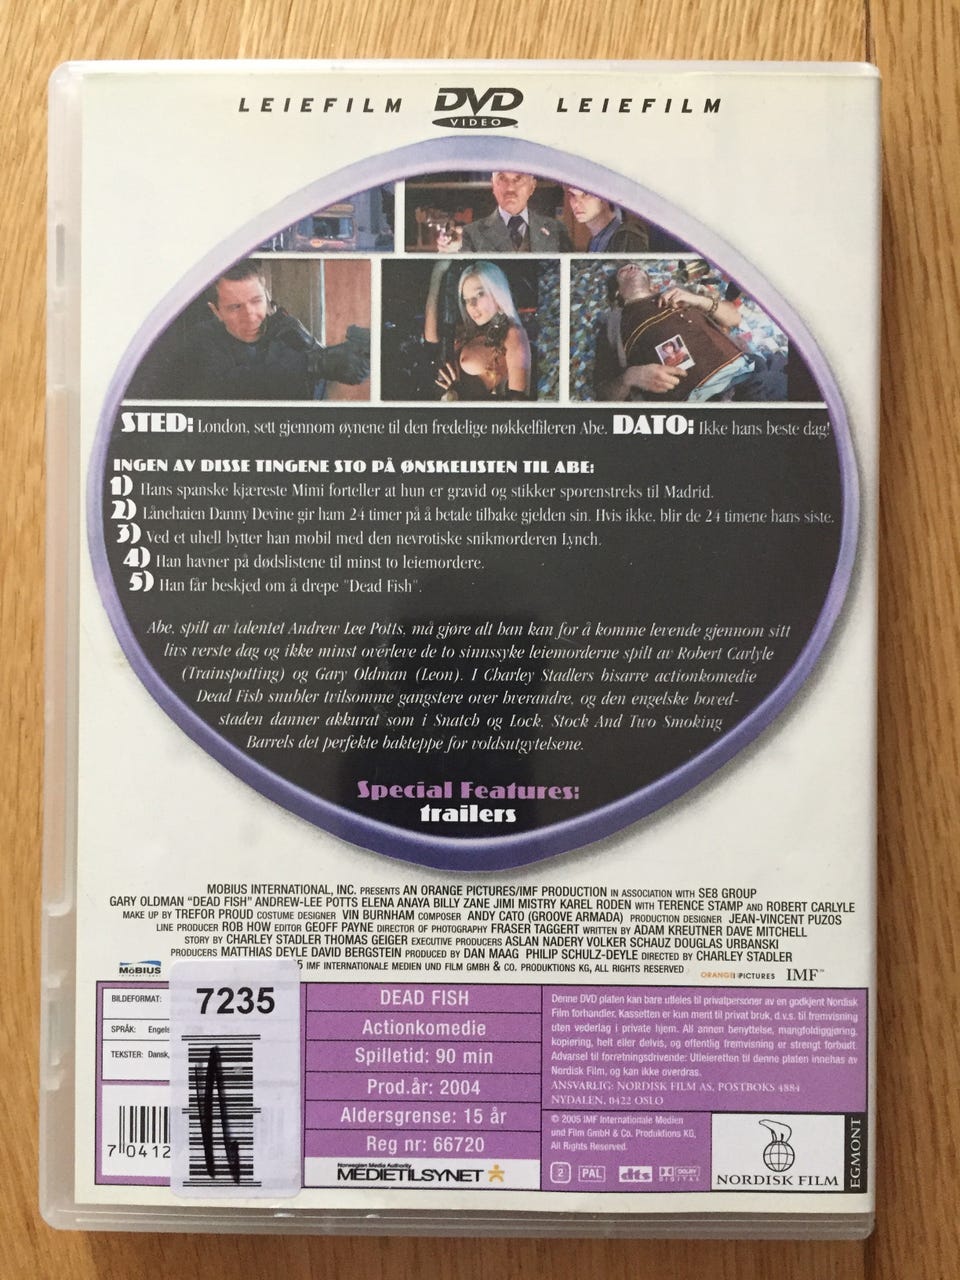 LEIEFILM DVD VIDEO LEIEFILM
STED: London, sett gjennom øynene til den fredelige nøkkelfileren Abe. DATO: Ikke hans beste dag!
INGEN AV DISSE TINGENE STO PÅ ØNSKELISTEN TIL ABE:
1) Hans spanske kjæreste Mimi forteller at hun er gravid og stikker sporenstreks til Madrid.
2) Lånehaien Danny Devine gir ham 24 timer på å betale tilbake gjelden sin. Hvis ikke, blir de 24 timene hans siste.
3) Ved et uhell bytter han mobil med den nevrotiske snikmorderen Lynch.
4) Han havner på dødslistene til minst to leiemordere.
5) Han får beskjed om å drepe "Dead Fish".
Abe, spilt av talentet Andrew Lee Potts, må gjøre alt han kan for å komme levende gjennom sitt
livs verste dag og ikke minst overleve de to sinnssyke leiemorderne spilt av Robert Carlyle
(Trainspotting) og Gary Oldman (Leon). I Charley Stadlers bisarre actionkomedie
Dead Fish snubler tvilsomme gangstere over hverandre, og den engelske hoved-
staden danner akkurat som i Snatch og Lock, Stock And Two Smoking
Barrels det perfekte bakteppe for voldsutgytelsene.
Special Features:
trailers
MOBIUS INTERNATIONAL, INC. PRESENTS AN ORANGE PICTURES/IMF PRODUCTION IN ASSOCIATION WITH SE8 GROUP
GARY OLDMAN "DEAD FISH" ANDREW-LEE POTTS ELENA ANAYA BILLY ZANE JIMI MISTRY KAREL RODEN WITH TERENCE STAMP AND ROBERT CARLYLE
MAKE UP BY TREFOR PROUD COSTUME DESIGNER VIN BURNHAM COMPOSER ANDY CATO (GROOVE ARMADA) PRODUCTION DESIGNER JEAN-VINCENT PUZOS
LINE PRODUCER ROB HOW EDITOR GEOFF PAYNE DIRECTOR OF PHOTOGRAPHY FRASER TAGGERT WRITTEN BY ADAM KREUTNER DAVE MITCHELL
STORY BY CHARLEY STADLER THOMAS GEIGER EXECUTIVE PRODUCERS ASLAN NADERY VOLKER SCHAUZ DOUGLAS URBANSKI
PRODUCERS MATTHIAS DEYLE DAVID BERGSTEIN PRODUCED BY DAN MAAG PHILIP SCHULZ-DEYLE DIRECTED BY CHARLEY STADLER
MOBIUS INTERNATIONAL 5 IMF INTERNATIONALE MEDIEN UND FILM GMBH & CO. PRODUKTIONS KG, ALL RIGHTS RESERVED ORANGE PICTURES IMF™
BILDEFORMAT:
SPRÅK: Engels
TEKSTER: Dansk,
7235
7 0412
DEAD FISH
Actionkomedie
Spilletid: 90 min
Prod.år: 2004
Aldersgrense: 15 år
Reg nr: 66720
Norwegian Media Authority
MEDIETILSYNET
Denne DVD platen kan bare utleies til privatpersoner av en godkjent Nordisk
Film forhandler. Kassetten er kun ment til privat bruk, d.v.s. til fremvisning
uten vederlag i private hjem. All annen benyttelse, mangfoldiggjøring,
kopiering, helt eller delvis, og offentlig fremvisning er strengt forbudt.
Advarsel til forretningsdrivende: Utleieretten til denne platen innehas av
Nordisk Film, og kan ikke overdras.
ANSVARLIG: NORDISK FILM AS, POSTBOKS 4884
NYDALEN, 0422 OSLO
© 2005 IMF Internationale Medien
und Film GmbH & Co. Produktions KG,
All Rights Reserved.
2 PAL dts DOLBY DIGITAL
NORDISK FILM
EGMONT